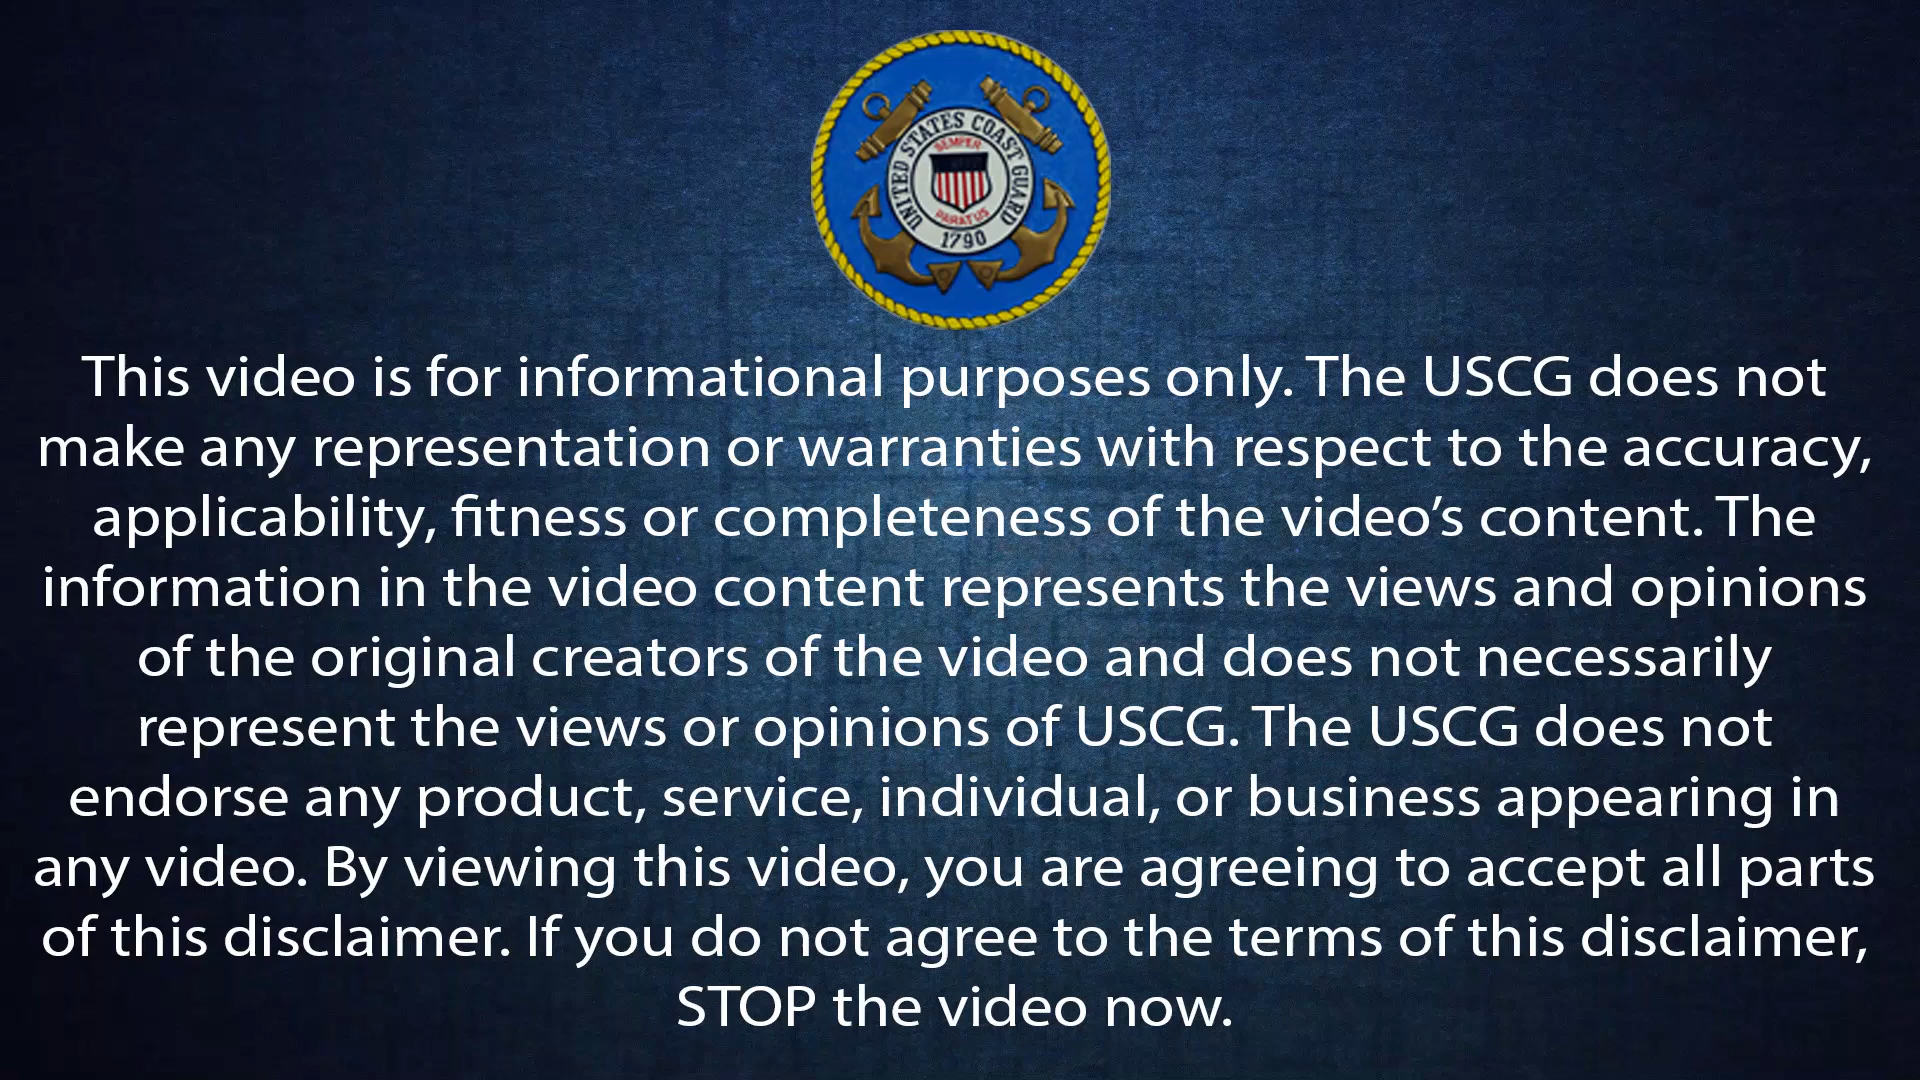 UNITED STATES COAST GUARD
SEMPER
PARATUS
1790
This video is for informational purposes only. The USCG does not
make any representation or warranties with respect to the accuracy,
applicability, fitness or completeness of the video’s content. The
information in the video content represents the views and opinions
of the original creators of the video and does not necessarily
represent the views or opinions of USCG. The USCG does not
endorse any product, service, individual, or business appearing in
any video. By viewing this video, you are agreeing to accept all parts
of this disclaimer. If you do not agree to the terms of this disclaimer,
STOP the video now.